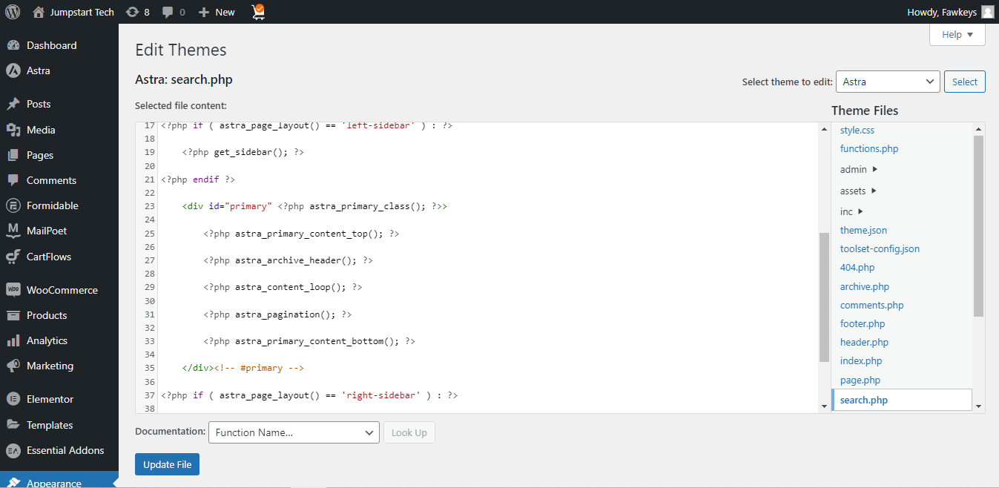 Jumpstart Tech 8 0 New Howdy, Fawkeys
Help
Dashboard
Astra
Posts
Media
Pages
Comments
Formidable
MailPoet
CartFlows
WooCommerce
Products
Analytics
Marketing
Elementor
Templates
Essential Addons
Appearance
Edit Themes
Astra: search.php
Select theme to edit: Astra Select
Selected file content:
17 <?php if ( astra_page_layout() == 'left-sidebar' ) : ?>
18
19 <?php get_sidebar(); ?>
20
21 <?php endif ?>
22
23 <div id="primary" <?php astra_primary_class(); ?>>
24
25 <?php astra_primary_content_top(); ?>
26
27 <?php astra_archive_header(); ?>
28
29 <?php astra_content_loop(); ?>
30
31 <?php astra_pagination(); ?>
32
33 <?php astra_primary_content_bottom(); ?>
34
35 </div><!-- #primary -->
36
37 <?php if ( astra_page_layout() == 'right-sidebar' ) : ?>
38
Theme Files
style.css
functions.php
admin
assets
inc
theme.json
toolset-config.json
404.php
archive.php
comments.php
footer.php
header.php
index.php
page.php
search.php
Documentation: Function Name... Look Up
Update File